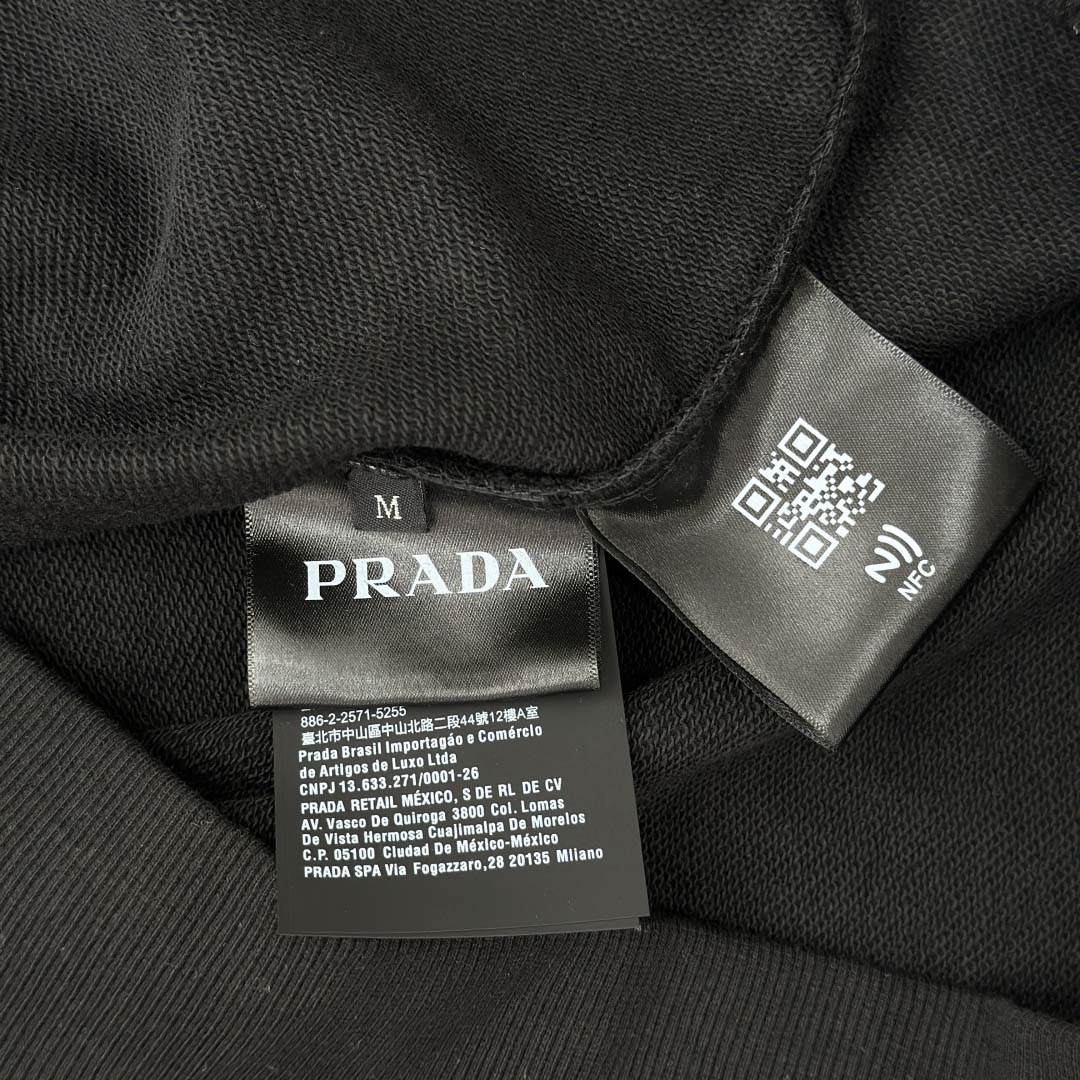 M
PRADA
886-2-2571-5255
臺北市中山區中山北路二段44號12樓A室
Prada Brasil Importagáo e Comércio
de Artigos de Luxo Ltda
CNPJ 13.633.271/0001-26
PRADA RETAIL MÉXICO, S DE RL DE CV
AV. Vasco De Quiroga 3800 Col. Lomas
De Vista Hermosa Cuajimalpa De Morelos
C.P. 05100 Ciudad De México-México
PRADA SPA Via Fogazzaro,28 20135 Mliano
NFC